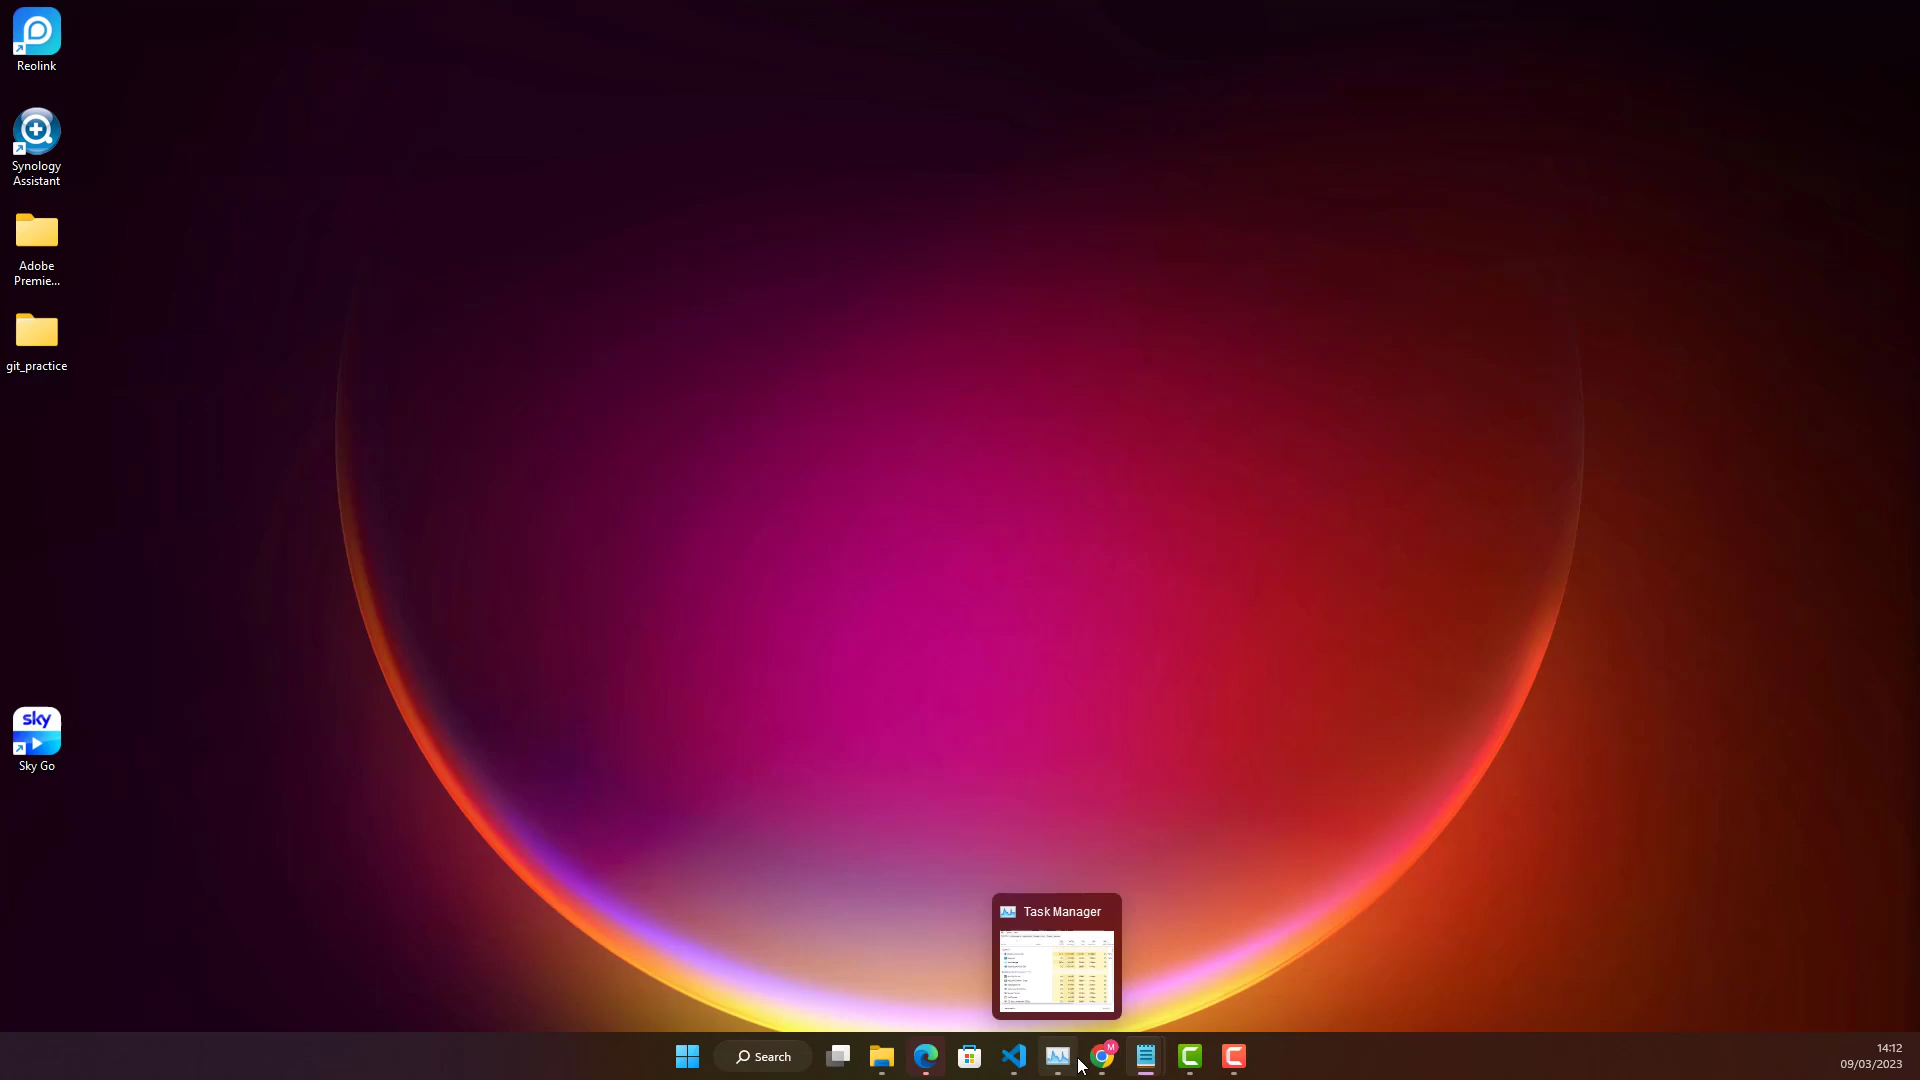 Reolink
Synology
Assistant
Adobe
Premie...
git_practice
sky
Sky Go
Task Manager
Search
M
14:12
09/03/2023